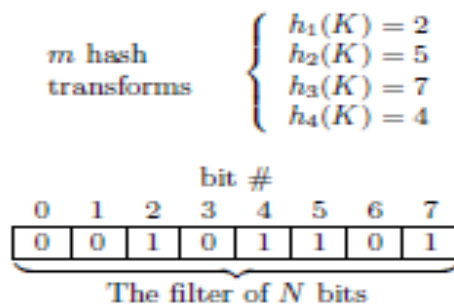 m hash
transforms
h₁(K) = 2
h₂(K) = 5
h₃(K) = 7
h₄(K) = 4
bit #
0 1 2 3 4 5 6 7
0 0 1 0 1 1 0 1
The filter of N bits